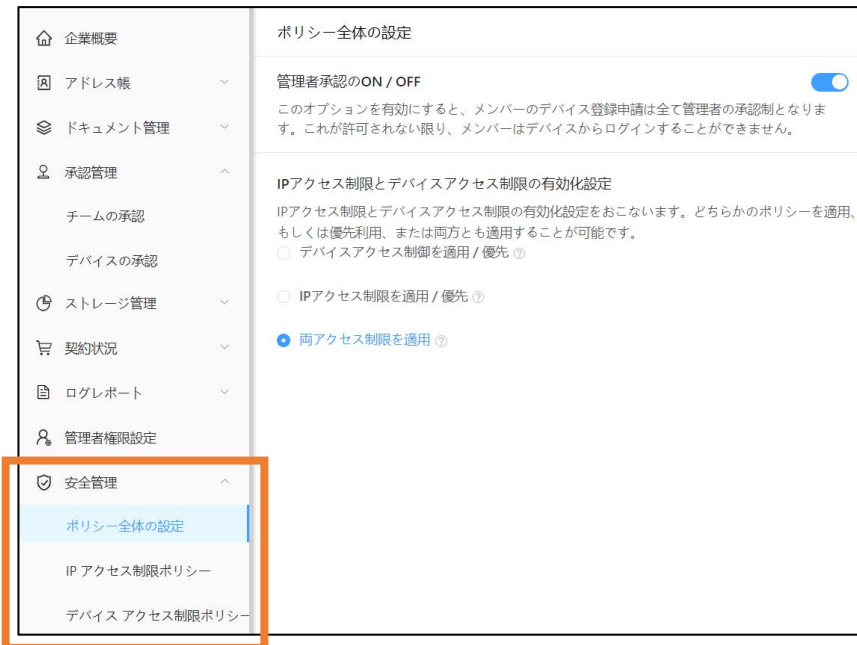 企業概要
アドレス帳
ドキュメント管理
承認管理
チームの承認
デバイスの承認
ストレージ管理
契約状況
ログレポート
管理者権限設定
安全管理
ポリシー全体の設定
IP アクセス制限ポリシー
デバイス アクセス制限ポリシー
ポリシー全体の設定
管理者承認のON / OFF
このオプションを有効にすると、メンバーのデバイス登録申請は全て管理者の承認制となりま
す。これが許可されない限り、メンバーはデバイスからログインすることができません。
IPアクセス制限とデバイスアクセス制限の有効化設定
IPアクセス制限とデバイスアクセス制限の有効化設定をおこないます。どちらかのポリシーを適用、
もしくは優先利用、または両方とも適用することが可能です。
デバイスアクセス制御を適用 / 優先 ?
IPアクセス制限を適用 / 優先 ?
両アクセス制限を適用 ?